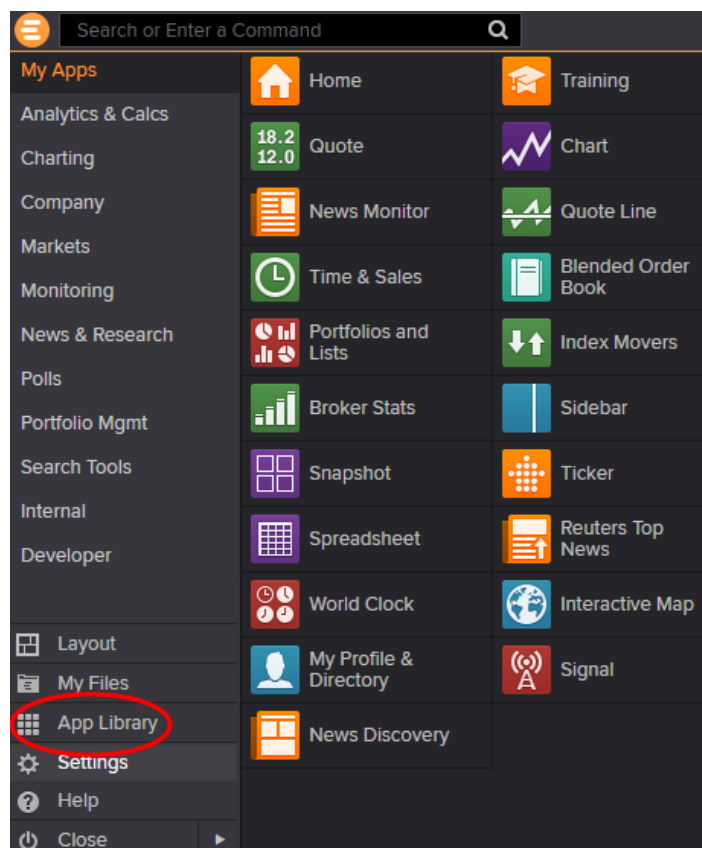 Search or Enter a Command
My Apps
Analytics & Calcs
Charting
Company
Markets
Monitoring
News & Research
Polls
Portfolio Mgmt
Search Tools
Internal
Developer
Layout
My Files
App Library
Settings
Help
Close
Home
Training
18.2
12.0
Quote
Chart
News Monitor
Quote Line
Time & Sales
Blended Order
Book
Portfolios and
Lists
Index Movers
Broker Stats
Sidebar
Snapshot
Ticker
Spreadsheet
Reuters Top
News
World Clock
Interactive Map
My Profile &
Directory
Signal
News Discovery